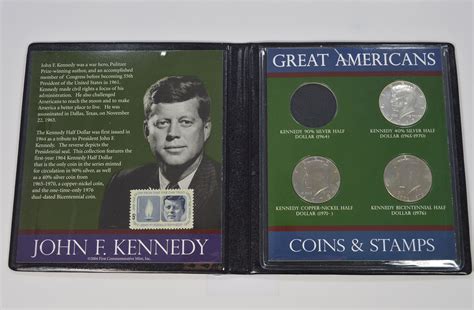 John F. Kennedy was a war hero, Pulitzer
Prize-winning author, and an accomplished
member of Congress before becoming 35th
President of the United States in 1961.
Kennedy made civil rights a focus of his
administration. He also challenged
Americans to reach to the moon and to make
America a better place to live. He was
assassinated in Dallas, Texas, on November
22, 1963.
The Kennedy Half Dollar was first issued in
1964 as a tribute to President John F.
Kennedy. The reverse depicts the
Presidential seal. This collection features the
first-year 1964 Kennedy Half Dollar
that is the only coin in the series minted
for circulation in 90% silver, as well
as a 40% silver coin from
1965-1970, a copper-nickel coin,
and the one-time-only 1976
dual-dated Bicentennial coin.
JOHN F. KENNEDY
GREAT AMERICANS
KENNEDY 90% SILVER HALF
DOLLAR (1964)
KENNEDY 40% SILVER HALF
DOLLAR (1965-1970)
KENNEDY COPPER-NICKEL HALF
DOLLAR (1971- )
KENNEDY BICENTENNIAL HALF
DOLLAR (1976)
COINS & STAMPS